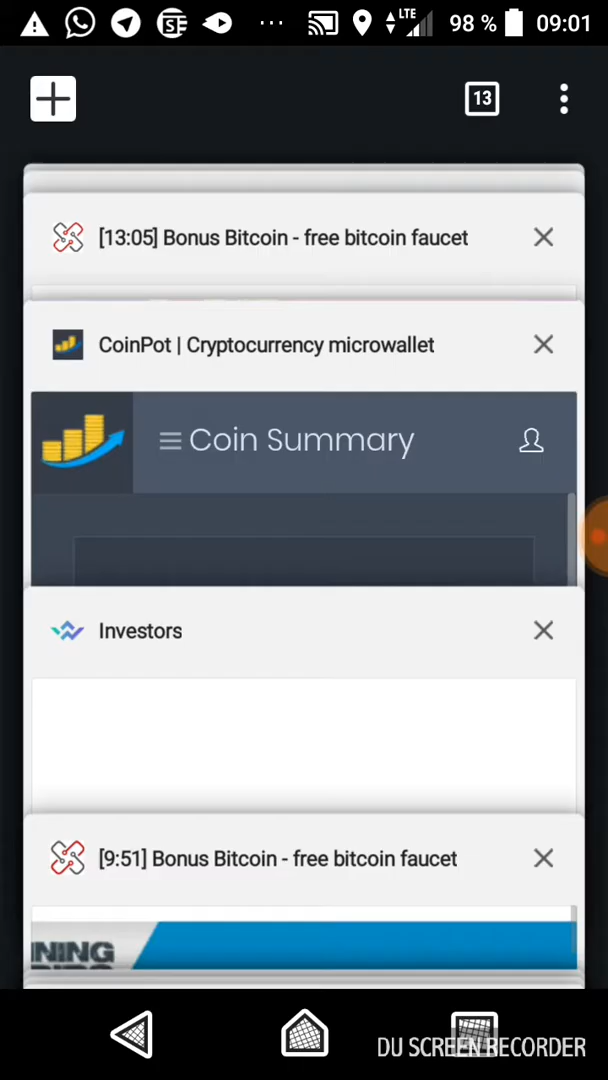 LTE 98 % 09:01
13
[13:05] Bonus Bitcoin - free bitcoin faucet
CoinPot | Cryptocurrency microwallet
Coin Summary
Investors
[9:51] Bonus Bitcoin - free bitcoin faucet
NING
DU SCREEN RECORDER